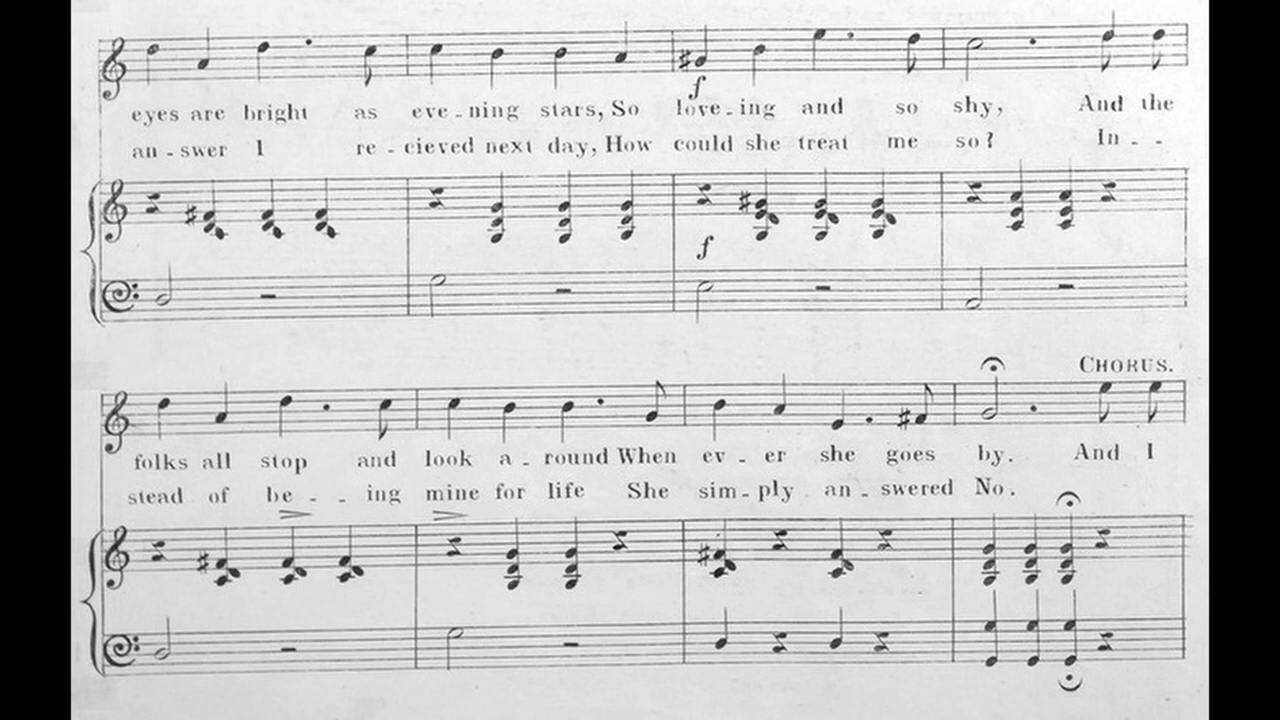 eyes are bright as eve-ning stars, So love-ing and so shy, And the
an-swer I re-cieved next day, How could she treat me so? In--
f
f
CHORUS.
folks all stop and look a-round When ev-er she goes by. And I
stead of be--ing mine for life She sim-ply an-swered No.